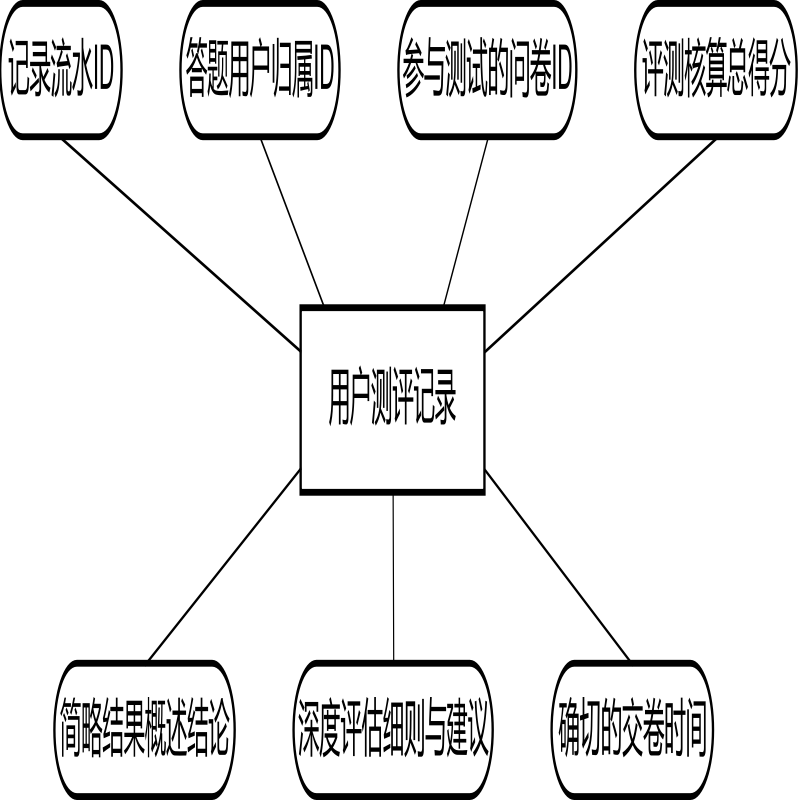 记录流水ID
答题用户归属ID
参与测试的问卷ID
评测核算总得分
用户测评记录
简略结果概述结论
深度评估细则与建议
确切的交卷时间